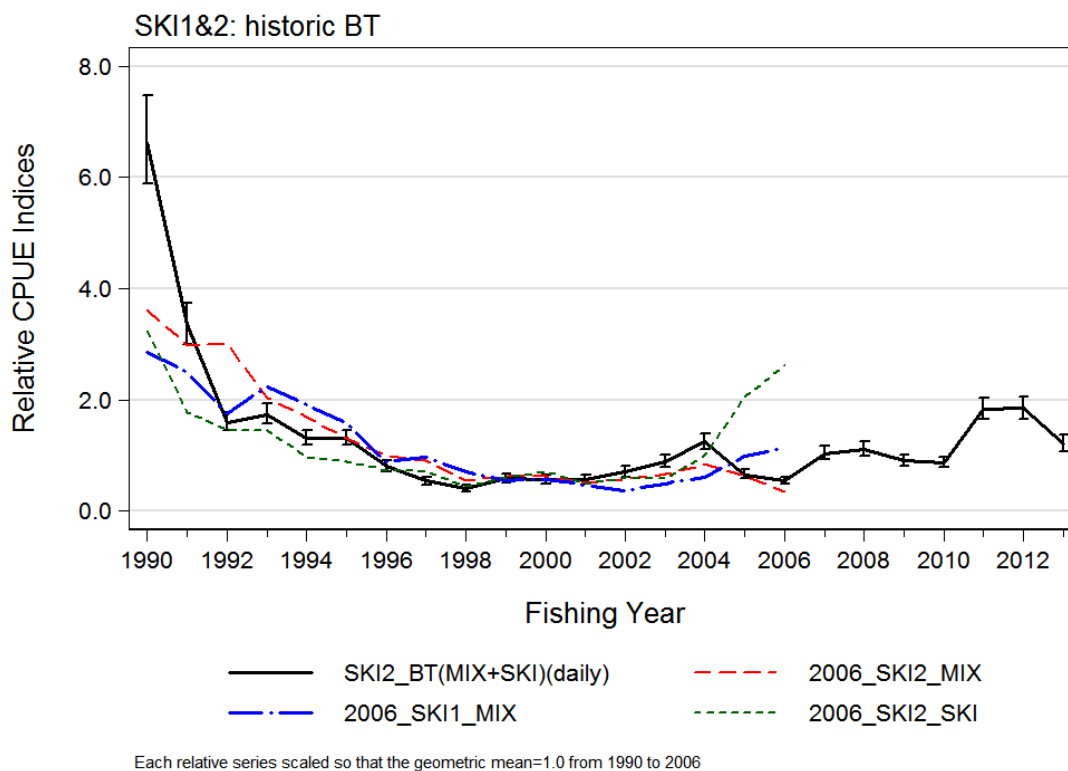 SKI1&2: historic BT
8.0
6.0
4.0
2.0
0.0
Relative CPUE Indices
1990 1992 1994 1996 1998 2000 2002 2004 2006 2008 2010 2012
Fishing Year
SKI2_BT(MIX+SKI)(daily) 2006_SKI2_MIX
2006_SKI1_MIX 2006_SKI2_SKI
Each relative series scaled so that the geometric mean=1.0 from 1990 to 2006